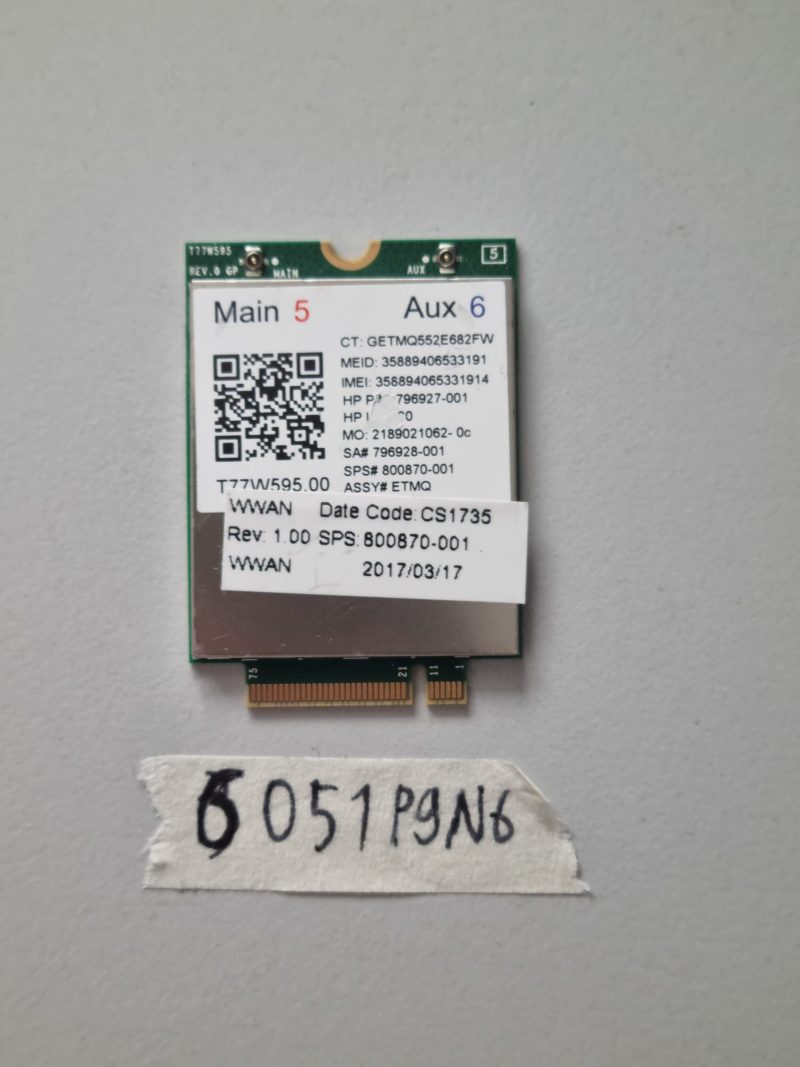 T77W595
REV.0 GP MAIN AUX 5
Main 5 Aux 6
CT: GETMQ552E682FW
MEID: 35889406533191
IMEI: 358894065331914
HP 796927-001
HP
MO: 2189021062- 0c
SA# 796928-001
SPS# 800870-001
T77W595.00 ASSY# ETMQ
WWAN Date Code: CS1735
Rev: 1.00 SPS: 800870-001
WWAN 2017/03/17
75 21 11 1
6051P9N6